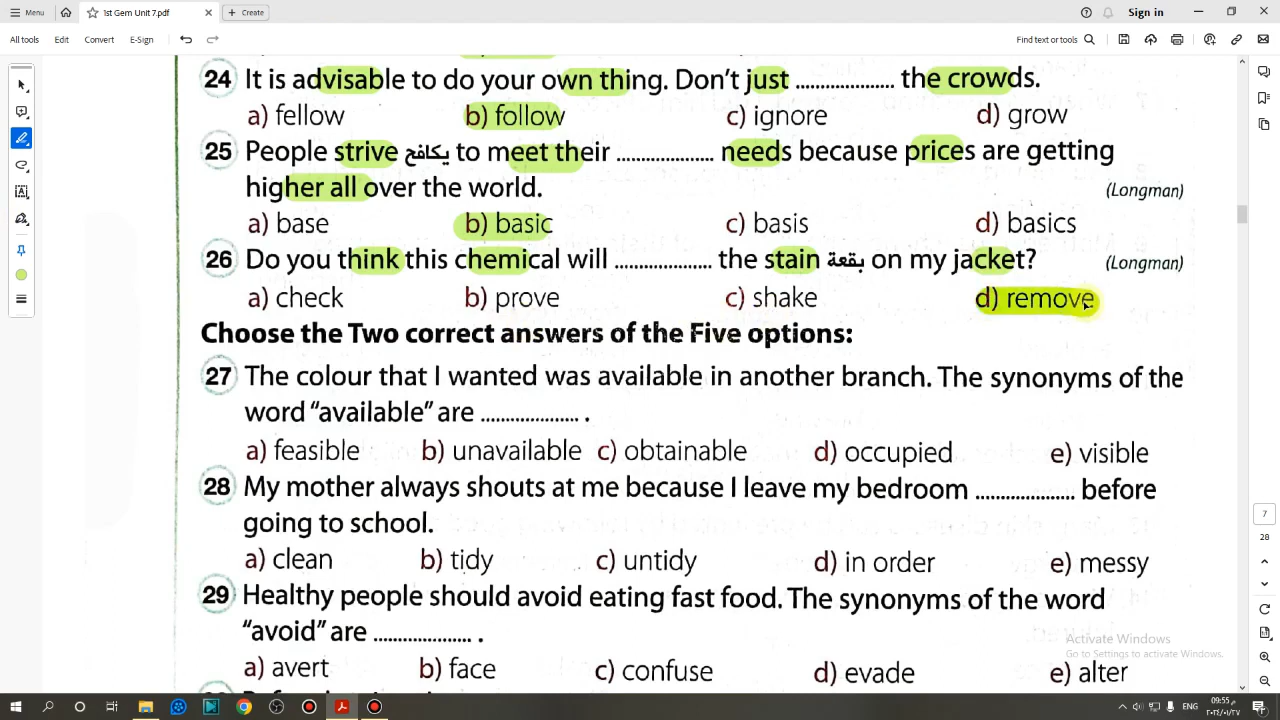 Menu
1st Gem Unit 7.pdf
Create
Sign in
All tools
Edit
Convert
E-Sign
Find text or tools
24 It is advisable to do your own thing. Don't just .................... the crowds.
a) fellow b) follow c) ignore d) grow
25 People strive يكافح to meet their .................... needs because prices are getting
higher all over the world. (Longman)
a) base b) basic c) basis d) basics
26 Do you think this chemical will .................... the stain بقعة on my jacket? (Longman)
a) check b) prove c) shake d) remove
Choose the Two correct answers of the Five options:
27 The colour that I wanted was available in another branch. The synonyms of the
word "available" are .................... .
a) feasible b) unavailable c) obtainable d) occupied e) visible
28 My mother always shouts at me because I leave my bedroom .................... before
going to school.
a) clean b) tidy c) untidy d) in order e) messy
29 Healthy people should avoid eating fast food. The synonyms of the word
"avoid" are .................... .
a) avert b) face c) confuse d) evade e) alter
7
28
Activate Windows
Go to Settings to activate Windows.
ENG
09:55 م